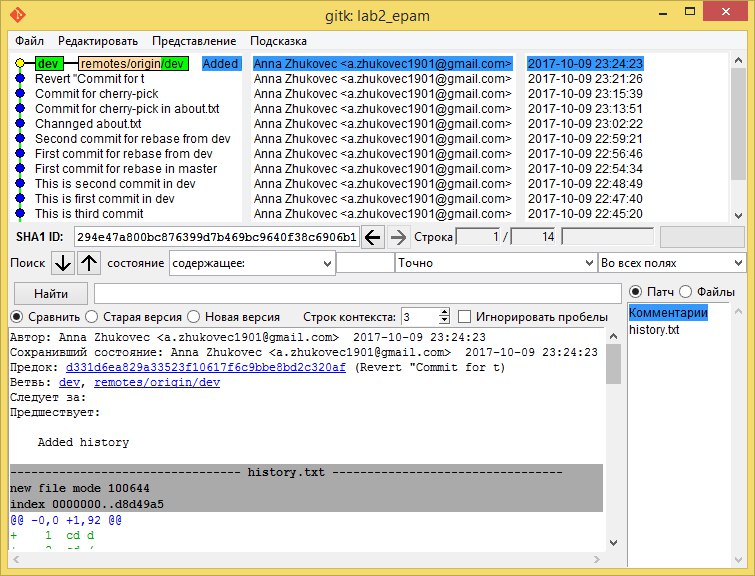 gitk: lab2_epam
Файл Редактировать Представление Подсказка
dev remotes/origin/dev Added Anna Zhukovec <a.zhukovec1901@gmail.com> 2017-10-09 23:24:23
Revert "Commit for t Anna Zhukovec <a.zhukovec1901@gmail.com> 2017-10-09 23:21:26
Commit for cherry-pick Anna Zhukovec <a.zhukovec1901@gmail.com> 2017-10-09 23:15:39
Commit for cherry-pick in about.txt Anna Zhukovec <a.zhukovec1901@gmail.com> 2017-10-09 23:13:51
Channged about.txt Anna Zhukovec <a.zhukovec1901@gmail.com> 2017-10-09 23:02:22
Second commit for rebase from dev Anna Zhukovec <a.zhukovec1901@gmail.com> 2017-10-09 22:59:21
First commit for rebase from dev Anna Zhukovec <a.zhukovec1901@gmail.com> 2017-10-09 22:56:46
First commit for rebase in master Anna Zhukovec <a.zhukovec1901@gmail.com> 2017-10-09 22:54:34
This is second commit in dev Anna Zhukovec <a.zhukovec1901@gmail.com> 2017-10-09 22:48:49
This is first commit in dev Anna Zhukovec <a.zhukovec1901@gmail.com> 2017-10-09 22:47:40
This is third commit Anna Zhukovec <a.zhukovec1901@gmail.com> 2017-10-09 22:45:20
SHA1 ID: 294e47a800bc876399d7b469bc9640f38c6906b1 Строка 1 / 14
Поиск состояние содержащее: Точно Во всех полях
Найти
Патч Файлы
Сравнить Старая версия Новая версия Строк контекста: 3 Игнорировать пробелы
Комментарии
history.txt
Автор: Anna Zhukovec <a.zhukovec1901@gmail.com> 2017-10-09 23:24:23
Сохранивший состояние: Anna Zhukovec <a.zhukovec1901@gmail.com> 2017-10-09 23:24:23
Предок: d331d6ea829a33523f10617f6c9bbe8bd2c320af (Revert "Commit for t)
Ветвь: dev, remotes/origin/dev
Следует за:
Предшествует:
Added history
--------------------------------- history.txt ---------------------------------
new file mode 100644
index 0000000..d8d49a5
@@ -0,0 +1,92 @@
+ 1 cd d